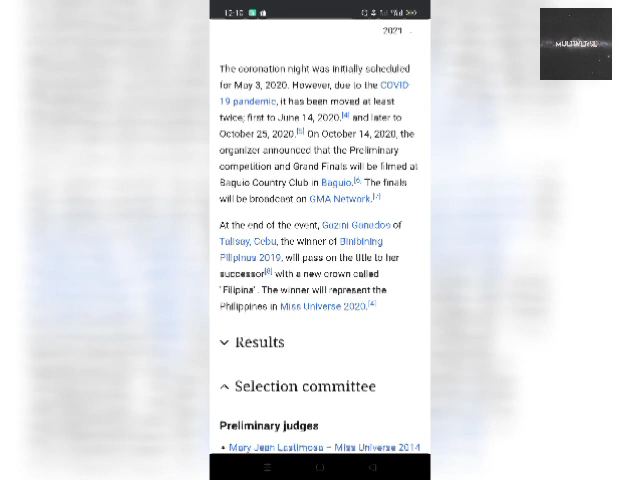 12:10
2021
The coronation night was initially scheduled
for May 3, 2020. However, due to the COVID-
19 pandemic, it has been moved at least
twice; first to June 14, 2020,[4] and later to
October 25, 2020.[5] On October 14, 2020, the
organizer announced that the Preliminary
competition and Grand Finals will be filmed at
Baguio Country Club in Baguio.[6] The finals
will be broadcast on GMA Network.[7]
At the end of the event, Gazini Ganados of
Talisay, Cebu, the winner of Binibining
Pilipinas 2019, will pass on the title to her
successor[8] with a new crown called
"Filipina". The winner will represent the
Philippines in Miss Universe 2020.[4]
Results
Selection committee
Preliminary judges
• Mary Jean Lastimosa – Miss Universe 2014